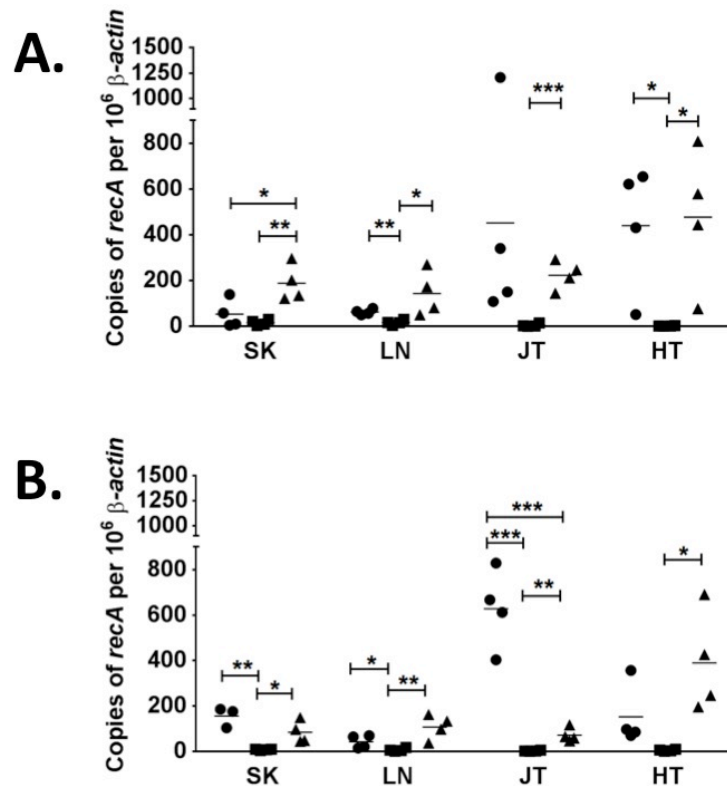 A.
Copies of recA per 10⁶ β-actin
1500
1250
1000
800
600
400
200
0
* ** ** * *** * *
SK LN JT HT
B.
Copies of recA per 10⁶ β-actin
1500
1250
1000
800
600
400
200
0
** * * ** *** *** ** *
SK LN JT HT